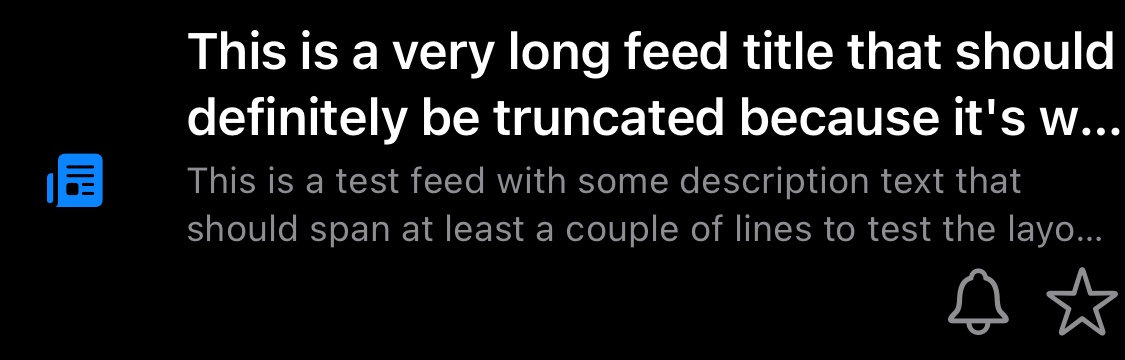 This is a very long feed title that should
definitely be truncated because it's w...
This is a test feed with some description text that
should span at least a couple of lines to test the layo...